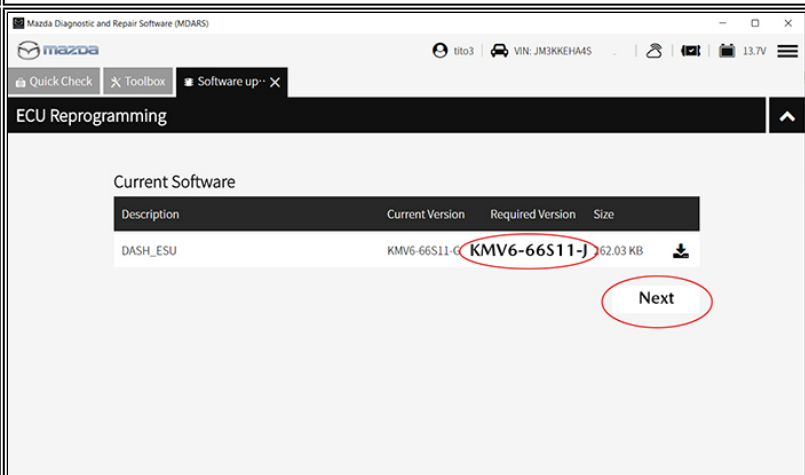 Mazda Diagnostic and Repair Software (MDARS)
mazda tito3 VIN: JM3KKEHA4S 13.7V
Quick Check Toolbox Software up··
ECU Reprogramming
Current Software
Description Current Version Required Version Size
DASH_ESU KMV6-66S11-G KMV6-66S11-J 262.03 KB
Next